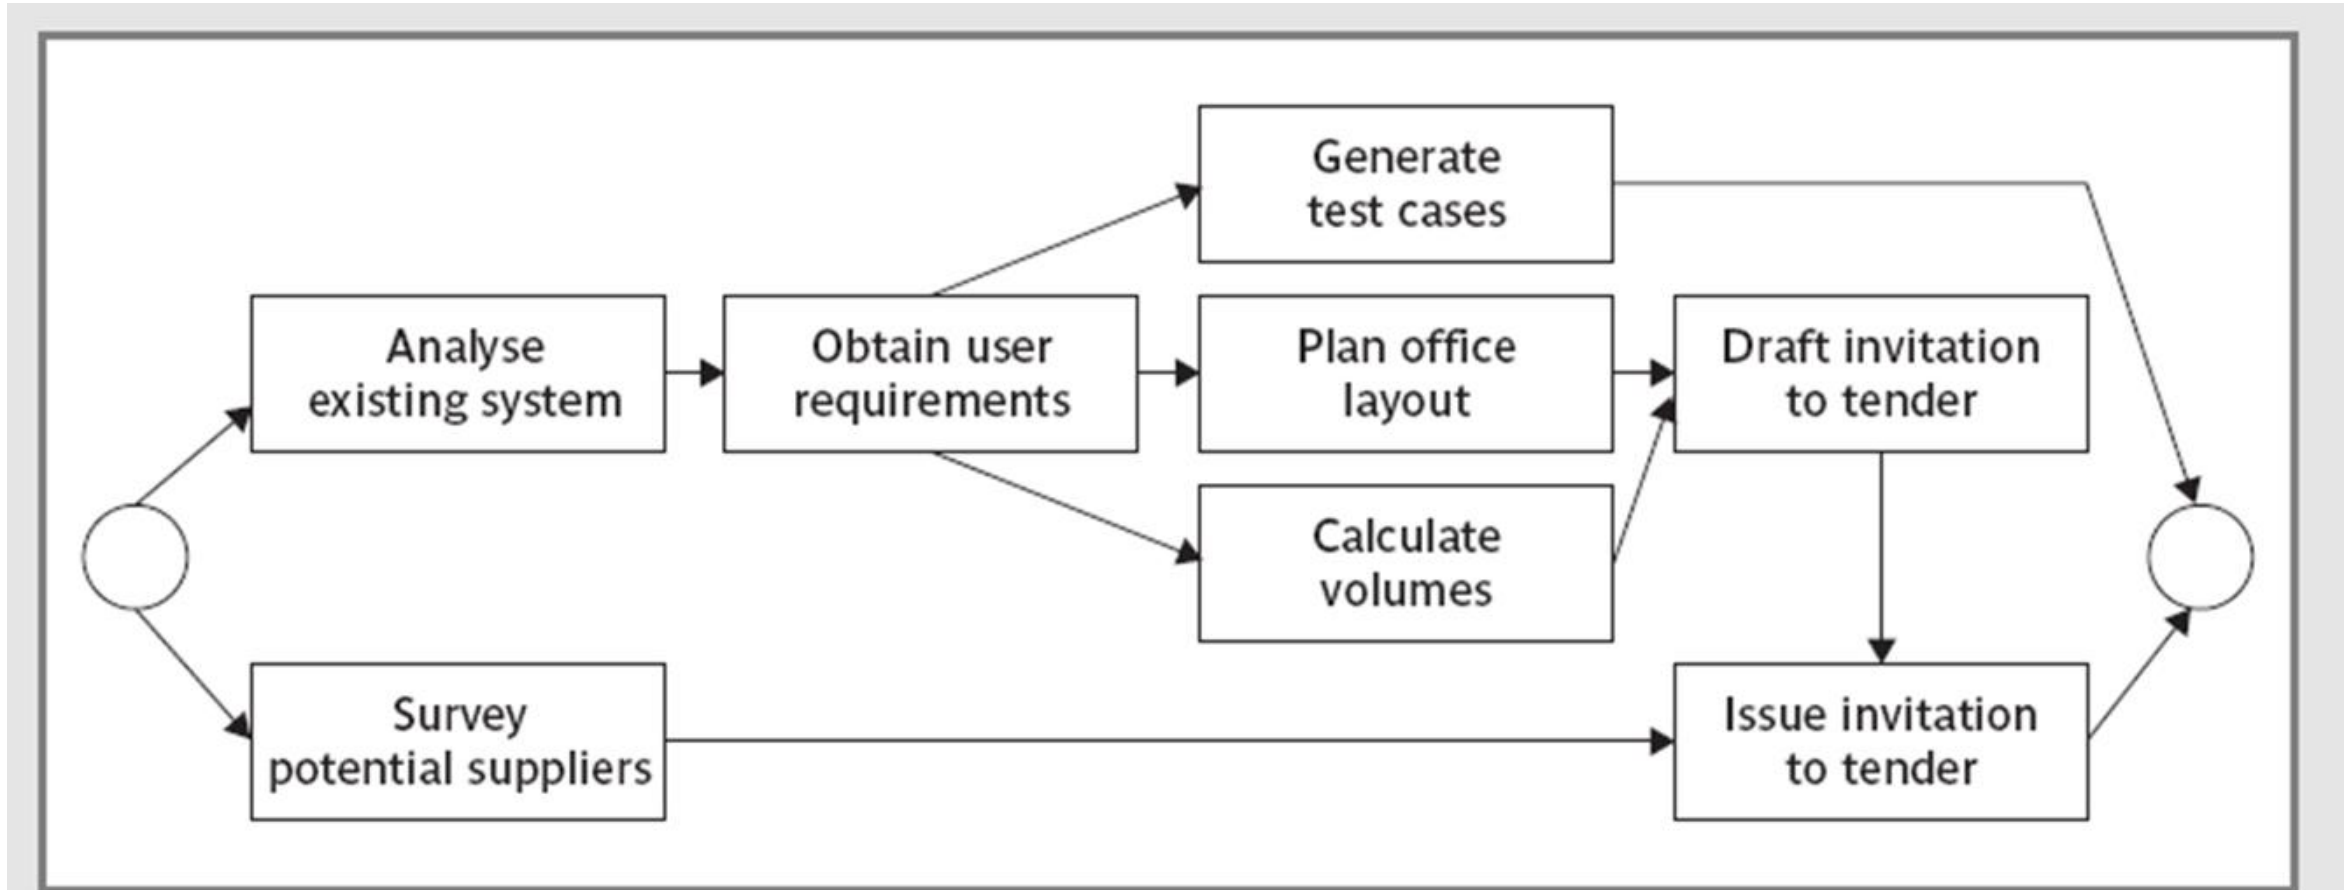 Generate
test cases
Analyse
existing system
Obtain user
requirements
Plan office
layout
Draft invitation
to tender
Calculate
volumes
Survey
potential suppliers
Issue invitation
to tender